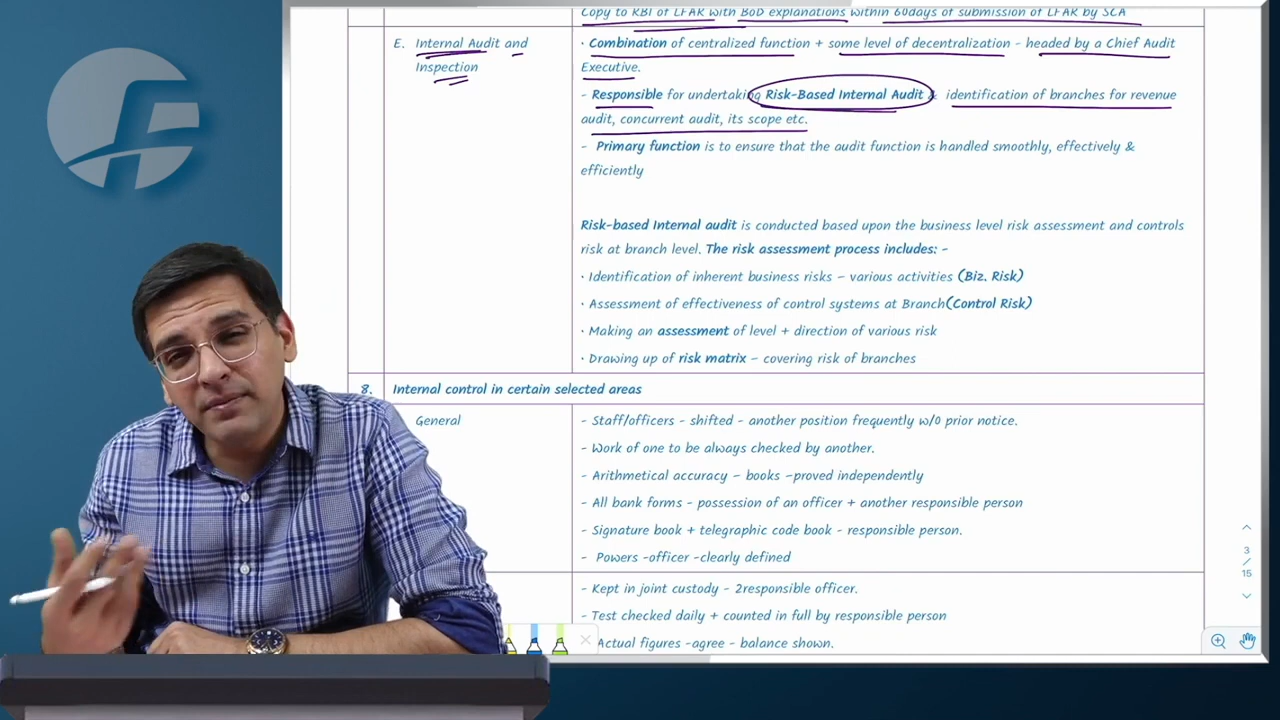 Copy to RBI of LFAR with BoD explanations within 60days of submission of LFAR by SCA
E. Internal Audit and Inspection
· Combination of centralized function + some level of decentralization - headed by a Chief Audit
Executive.
- Responsible for undertaking Risk-Based Internal Audit & identification of branches for revenue
audit, concurrent audit, its scope etc.
- Primary function is to ensure that the audit function is handled smoothly, effectively &
efficiently
Risk-based Internal audit is conducted based upon the business level risk assessment and controls
risk at branch level. The risk assessment process includes: -
· Identification of inherent business risks – various activities (Biz. Risk)
· Assessment of effectiveness of control systems at Branch(Control Risk)
· Making an assessment of level + direction of various risk
· Drawing up of risk matrix – covering risk of branches
8. Internal control in certain selected areas
General
- Staff/officers - shifted - another position frequently w/o prior notice.
- Work of one to be always checked by another.
- Arithmetical accuracy – books –proved independently
- All bank forms - possession of an officer + another responsible person
- Signature book + telegraphic code book - responsible person.
- Powers -officer -clearly defined
- Kept in joint custody - 2responsible officer.
- Test checked daily + counted in full by responsible person
Actual figures -agree - balance shown.
3
/
15